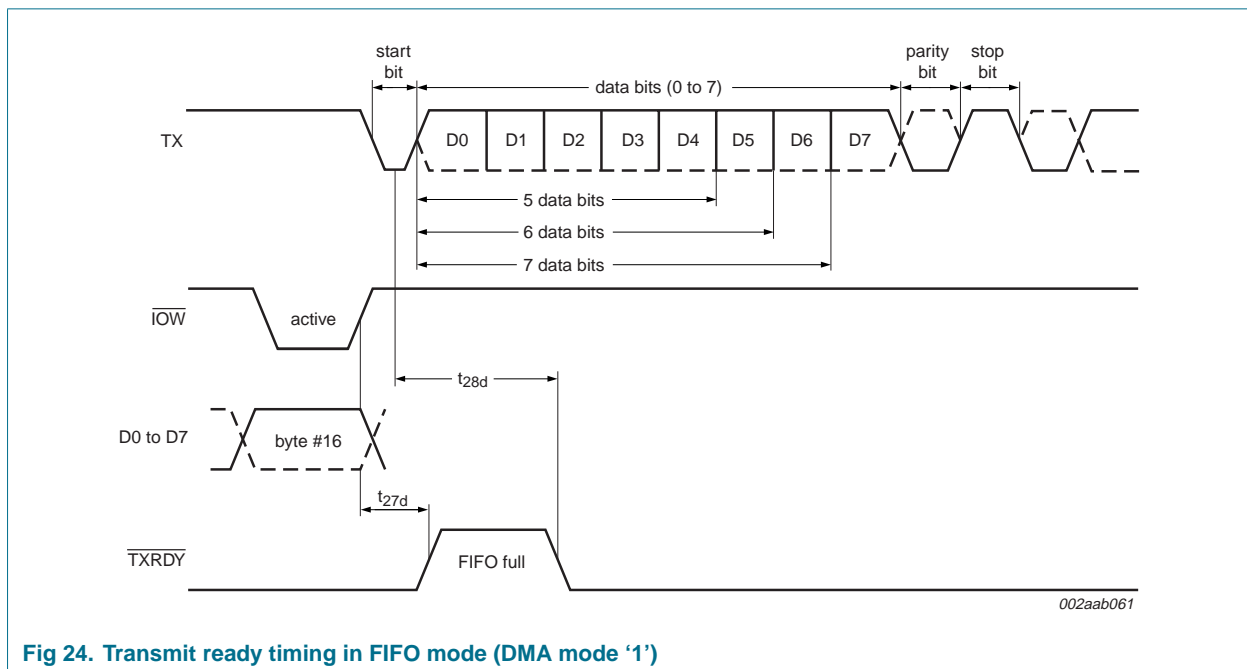 start
bit
data bits (0 to 7)
parity
bit
stop
bit
TX
D0
D1
D2
D3
D4
D5
D6
D7
5 data bits
6 data bits
7 data bits
IOW
active
t28d
D0 to D7
byte #16
t27d
TXRDY
FIFO full
002aab061
Fig 24. Transmit ready timing in FIFO mode (DMA mode ‘1’)